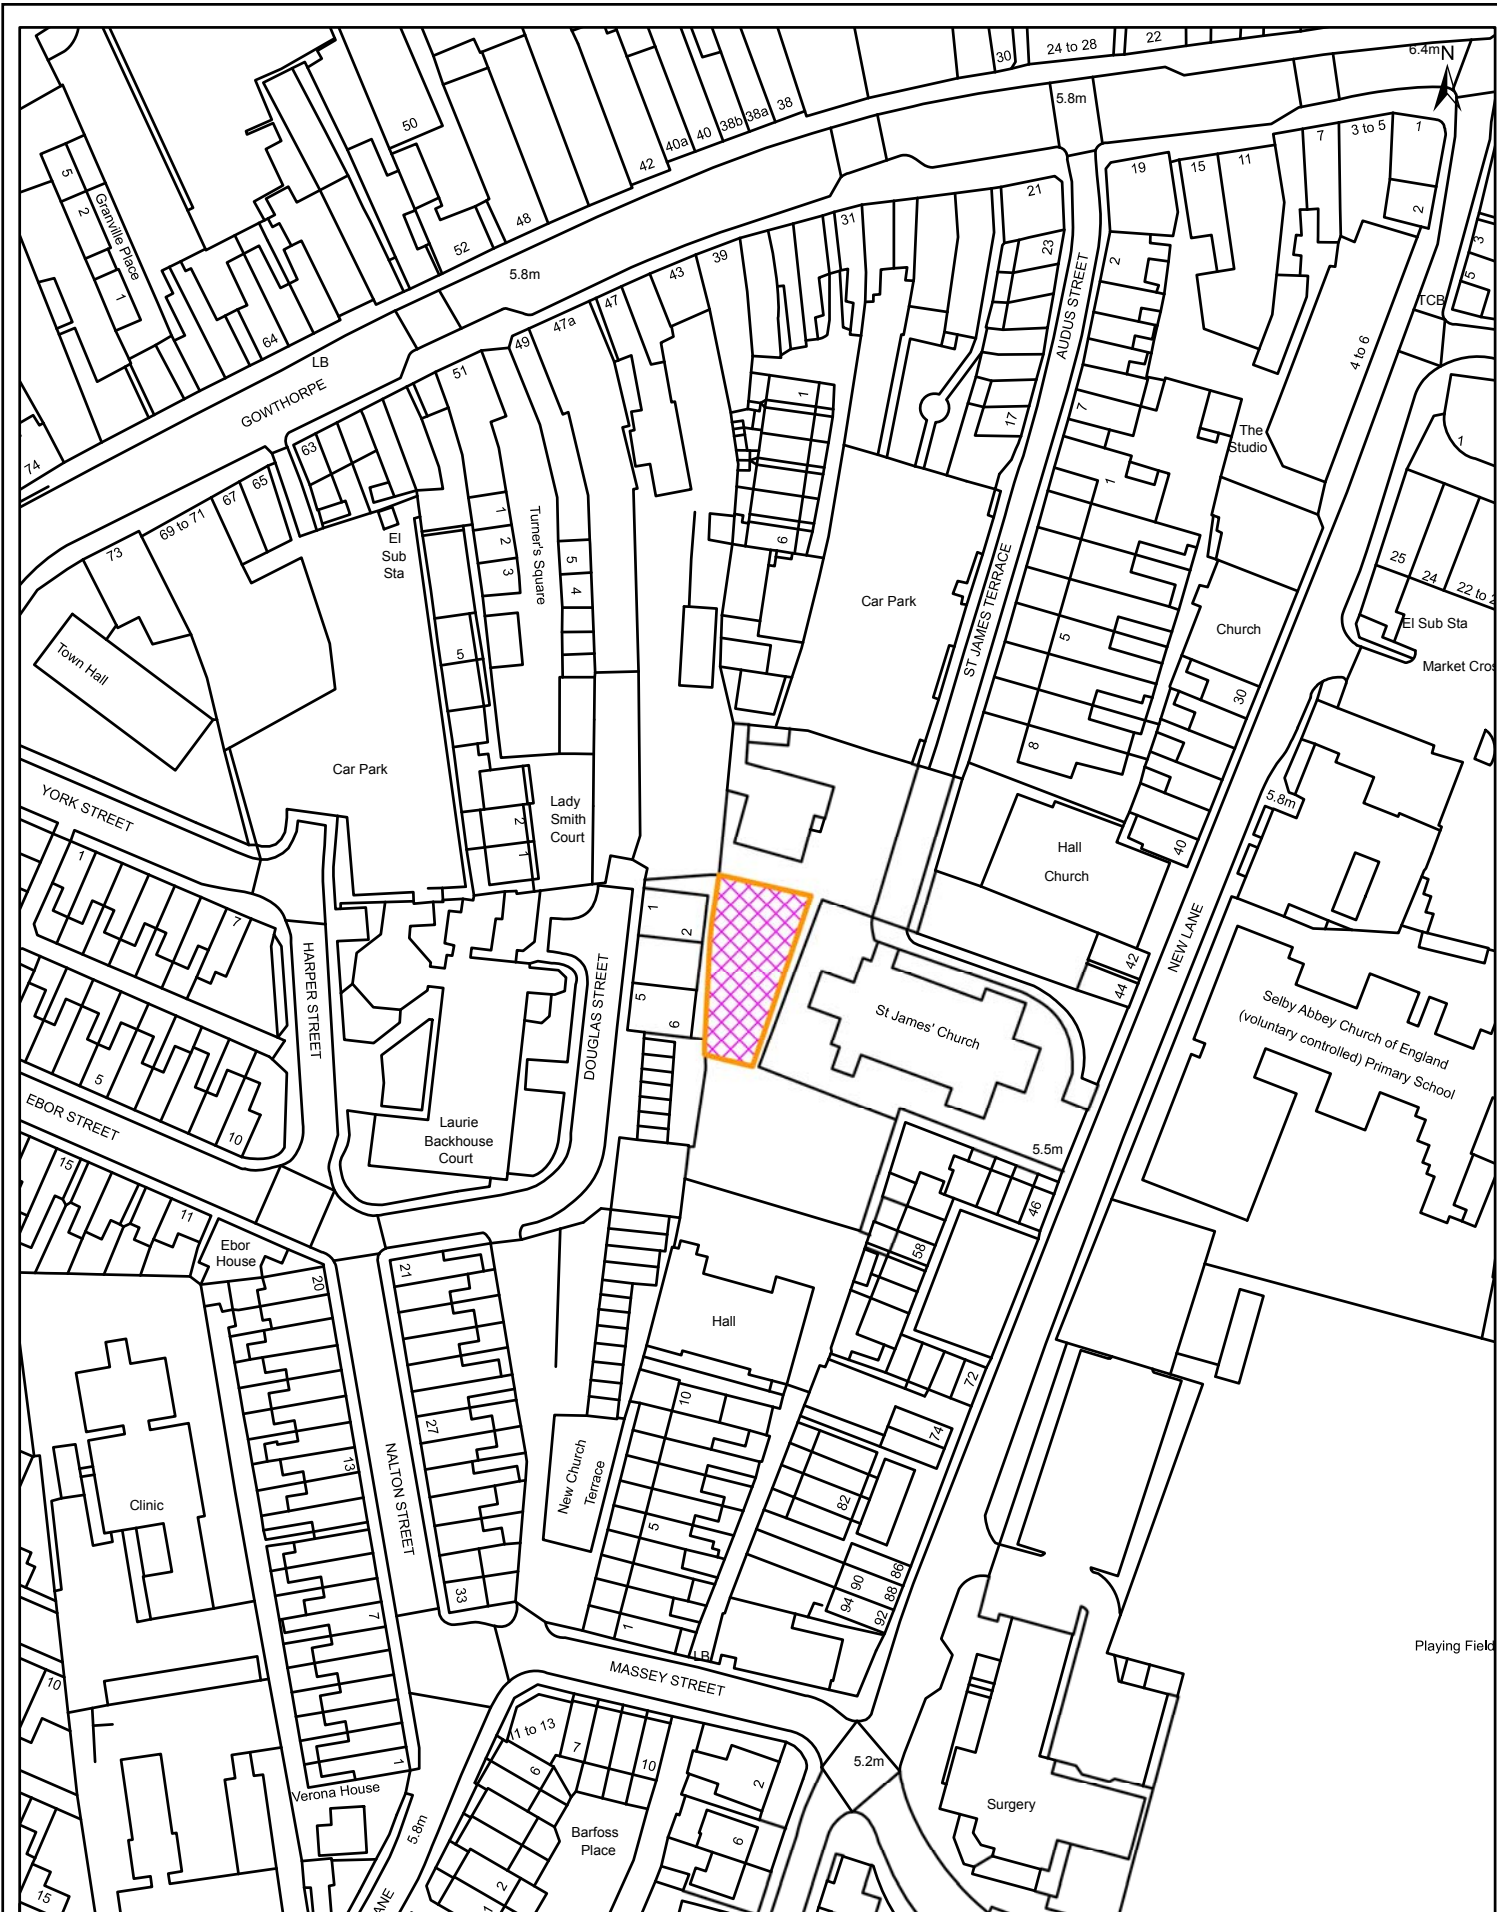 30
24 to 28
22
6.4m
N
50
5.8m
38
38a
38b
40
40a
42
7
3 to 5
1
5
2
Granville Place
1
48
52
19
15
11
21
2
31
23
2
3
5
39
43
5.8m
47
47a
49
TCB
64
LB
GOWTHORPE
51
AUDUS STREET
4 to 6
1
7
17
The
Studio
1
74
63
65
67
69 to 71
73
1
El
Sub
Sta
1
2
3
Turner's Square
5
4
6
25
24
Car Park
ST JAMES TERRACE
5
Church
El Sub Sta
Town Hall
5
Market Cros
30
8
Car Park
YORK STREET
5.8m
Lady
Smith
Court
2
1
Hall
Church
40
1
7
HARPER STREET
1
2
5
6
DOUGLAS STREET
NEW LANE
42
44
St James' Church
Selby Abbey Church of England
(voluntary controlled) Primary School
5
EBOR STREET
10
Laurie
Backhouse
Court
5.5m
15
11
46
Ebor
House
58
20
21
Hall
72
10
74
27
13
NALTON STREET
New Church
Terrace
Clinic
82
5
86
88
90
92
94
33
7
1
LB
MASSEY STREET
Playing Field
10
11 to 13
7
10
6
2
5.2m
1
Verona House
5.8m
Barfoss
Place
6
Surgery
15
2
1
ANE